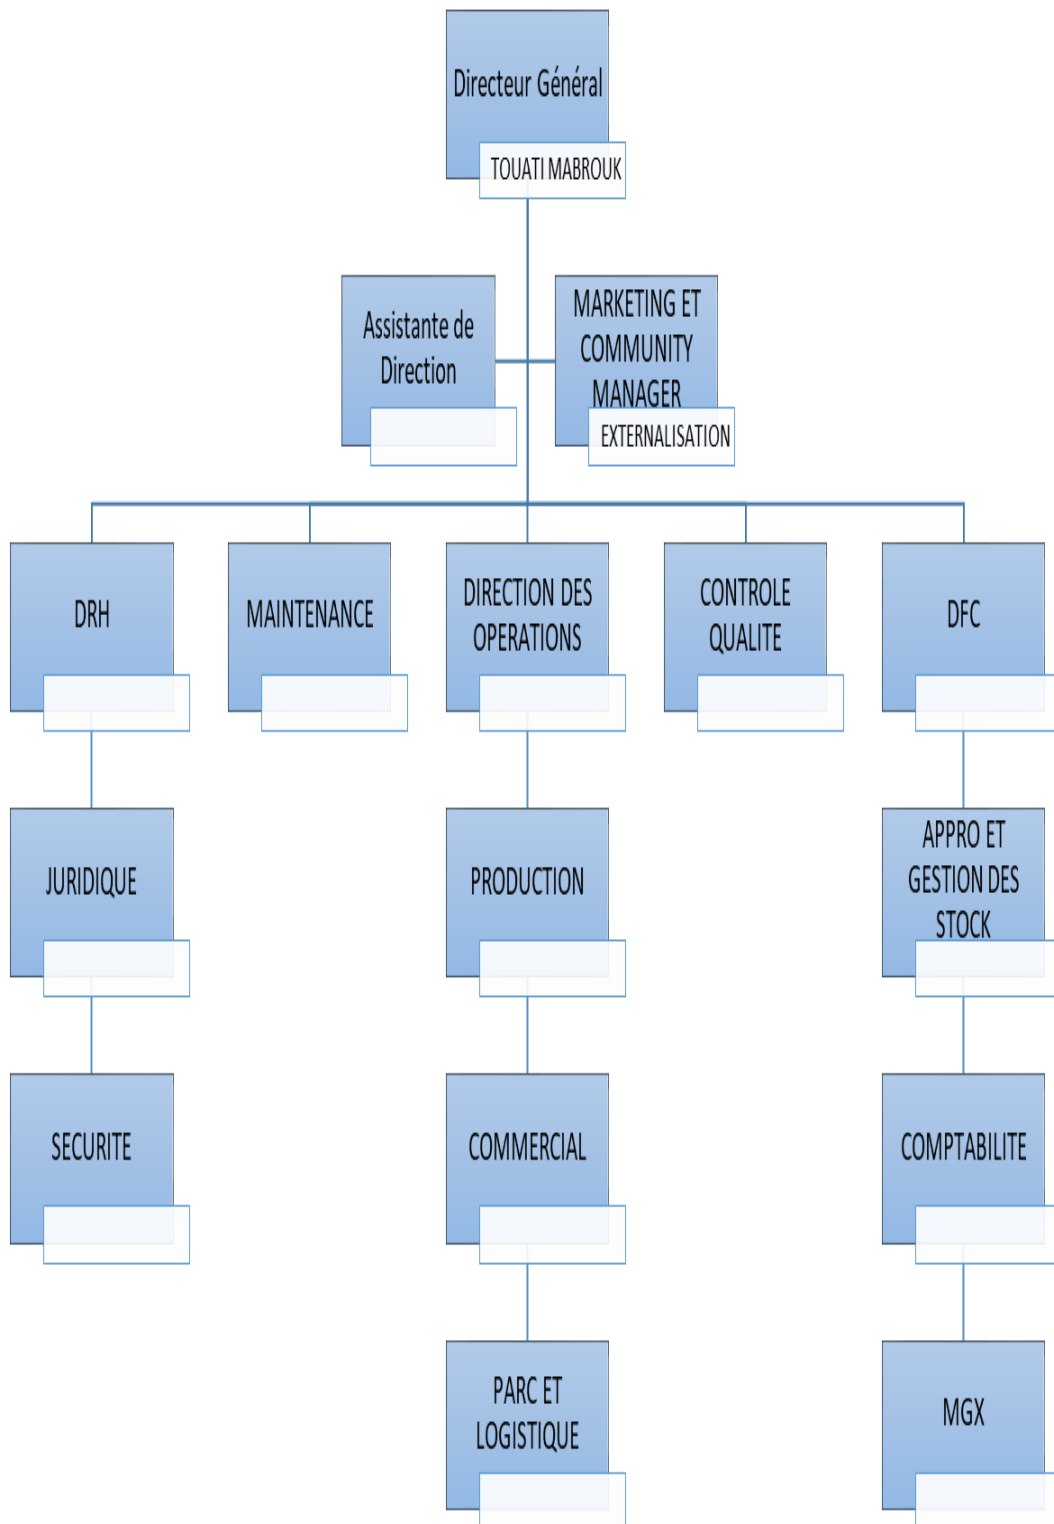 Directeur Général
TOUATI MABROUK
Assistante de
Direction
MARKETING ET
COMMUNITY
MANAGER
EXTERNALISATION
DRH
MAINTENANCE
DIRECTION DES
OPERATIONS
CONTROLE
QUALITE
DFC
JURIDIQUE
PRODUCTION
APPRO ET
GESTION DES
STOCK
SECURITE
COMMERCIAL
COMPTABILITE
PARC ET
LOGISTIQUE
MGX